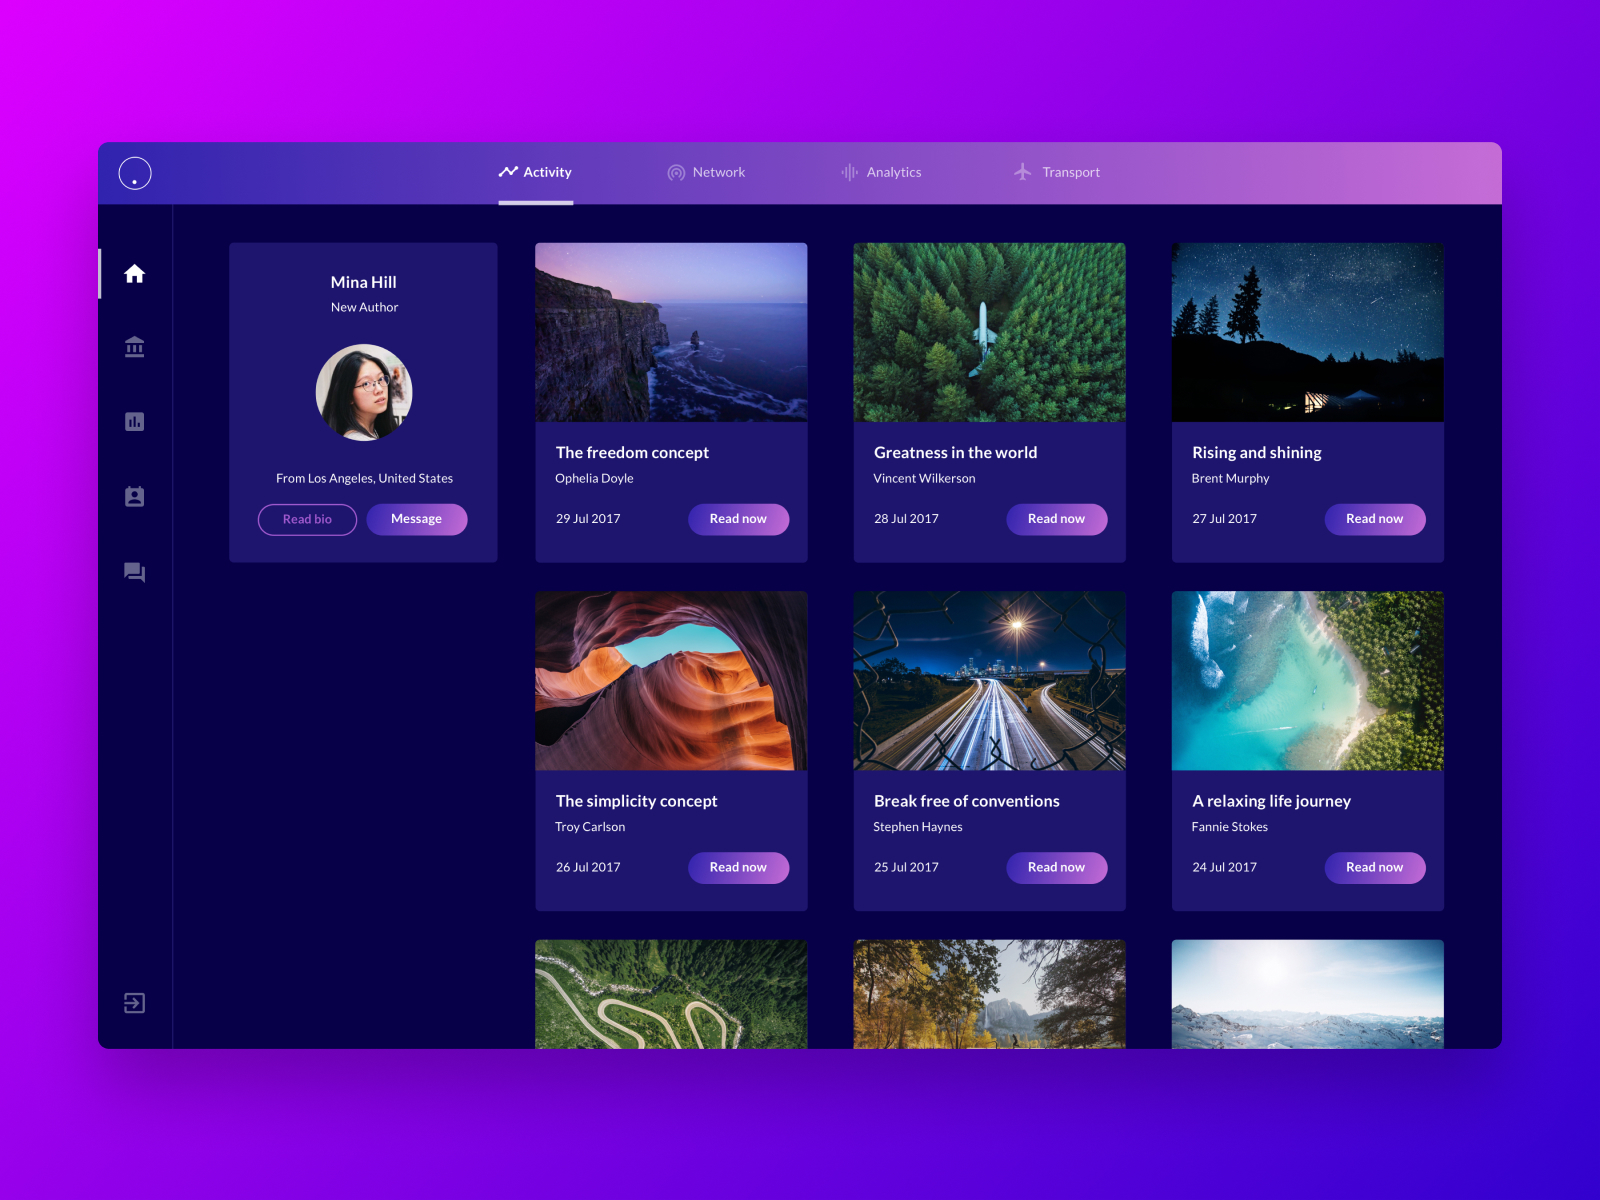 Activity
Network
Analytics
Transport
Mina Hill
New Author
From Los Angeles, United States
Read bio
Message
The freedom concept
Ophelia Doyle
29 Jul 2017
Read now
Greatness in the world
Vincent Wilkerson
28 Jul 2017
Read now
Rising and shining
Brent Murphy
27 Jul 2017
Read now
The simplicity concept
Troy Carlson
26 Jul 2017
Read now
Break free of conventions
Stephen Haynes
25 Jul 2017
Read now
A relaxing life journey
Fannie Stokes
24 Jul 2017
Read now